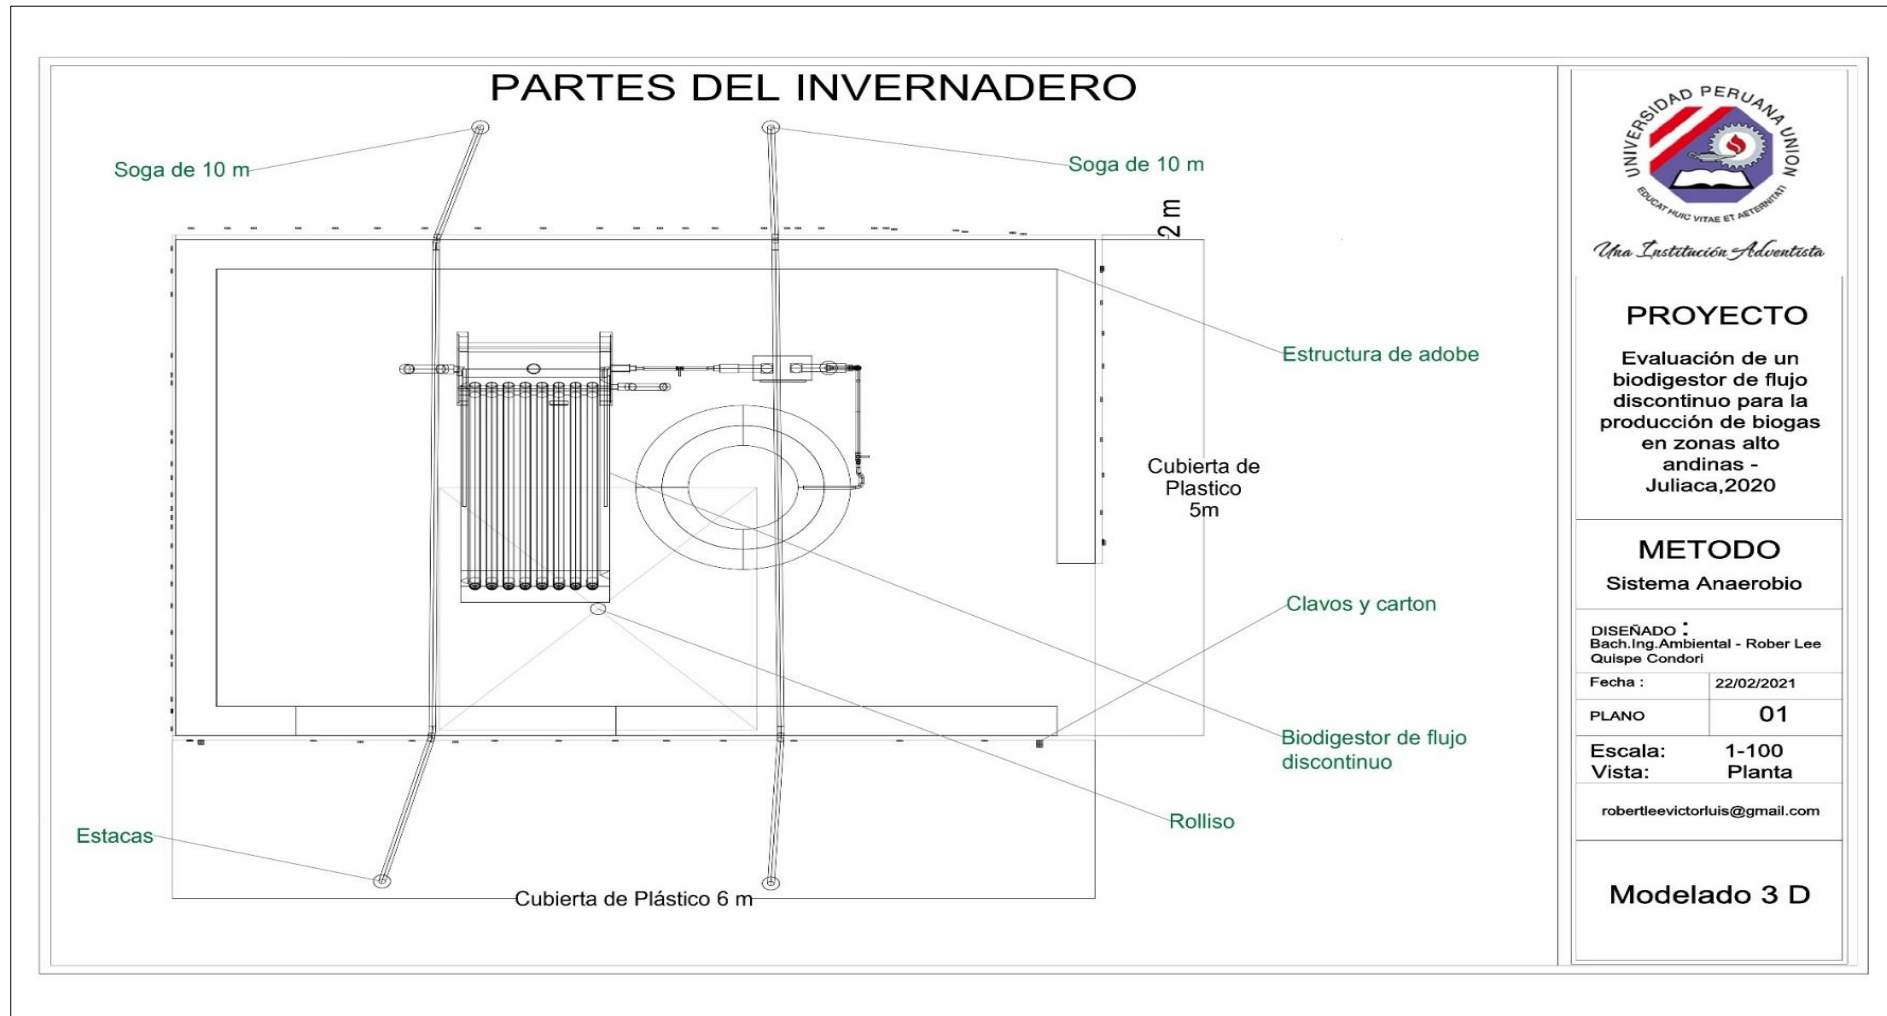 PARTES DEL INVERNADERO
Soga de 10 m
Soga de 10 m
2 m
Estructura de adobe
Cubierta de
Plastico
5m
Clavos y carton
Biodigestor de flujo
discontinuo
Rolliso
Estacas
Cubierta de Plástico 6 m
UNIVERSIDAD PERUANA UNION
EDUCAT HUIC VITAE ET AETERNITATI
Una Institución Adventista
PROYECTO
Evaluación de un
biodigestor de flujo
discontinuo para la
producción de biogas
en zonas alto
andinas -
Juliaca,2020
METODO
Sistema Anaerobio
DISEÑADO :
Bach.Ing.Ambiental - Rober Lee
Quispe Condori
Fecha : 22/02/2021
PLANO 01
Escala: 1-100
Vista: Planta
robertleevictorluis@gmail.com
Modelado 3 D